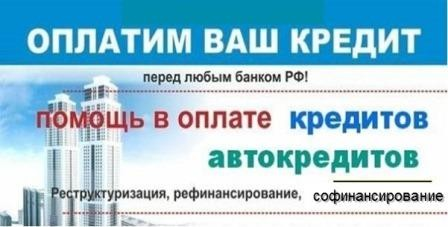 ОПЛАТИМ ВАШ КРЕДИТ
перед любым банком РФ!
помощь в оплате кредитов
автокредитов
Реструктуризация, рефинансирование, софинансирование